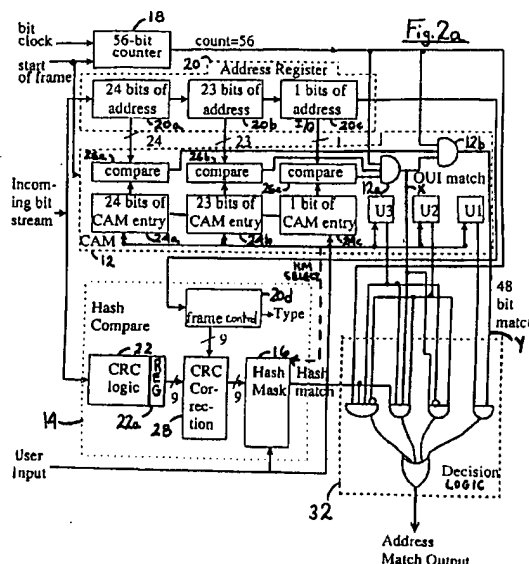 Fig. 2a
bit clock
start of frame
18
56-bit counter
count=56
20
Address Register
24 bits of address
20a
23 bits of address
20b
1 bits of address
I/G
20c
24
23
1
12b
26a
compare
26b
compare
26c
compare
12a
OUI match
X
Incoming bit stream
24 bits of CAM entry
24a
23 bits of CAM entry
24b
1 bit of CAM entry
24c
U3
U2
U1
CAM
12
HM SELECT
48 bit match
Y
20d
frame control
Type
Hash Compare
9
22
CRC logic
REG
22a
9
CRC Correction
28
9
16
Hash Mask
Hash match
14
User Input
Decision LOGIC
32
Address Match Output